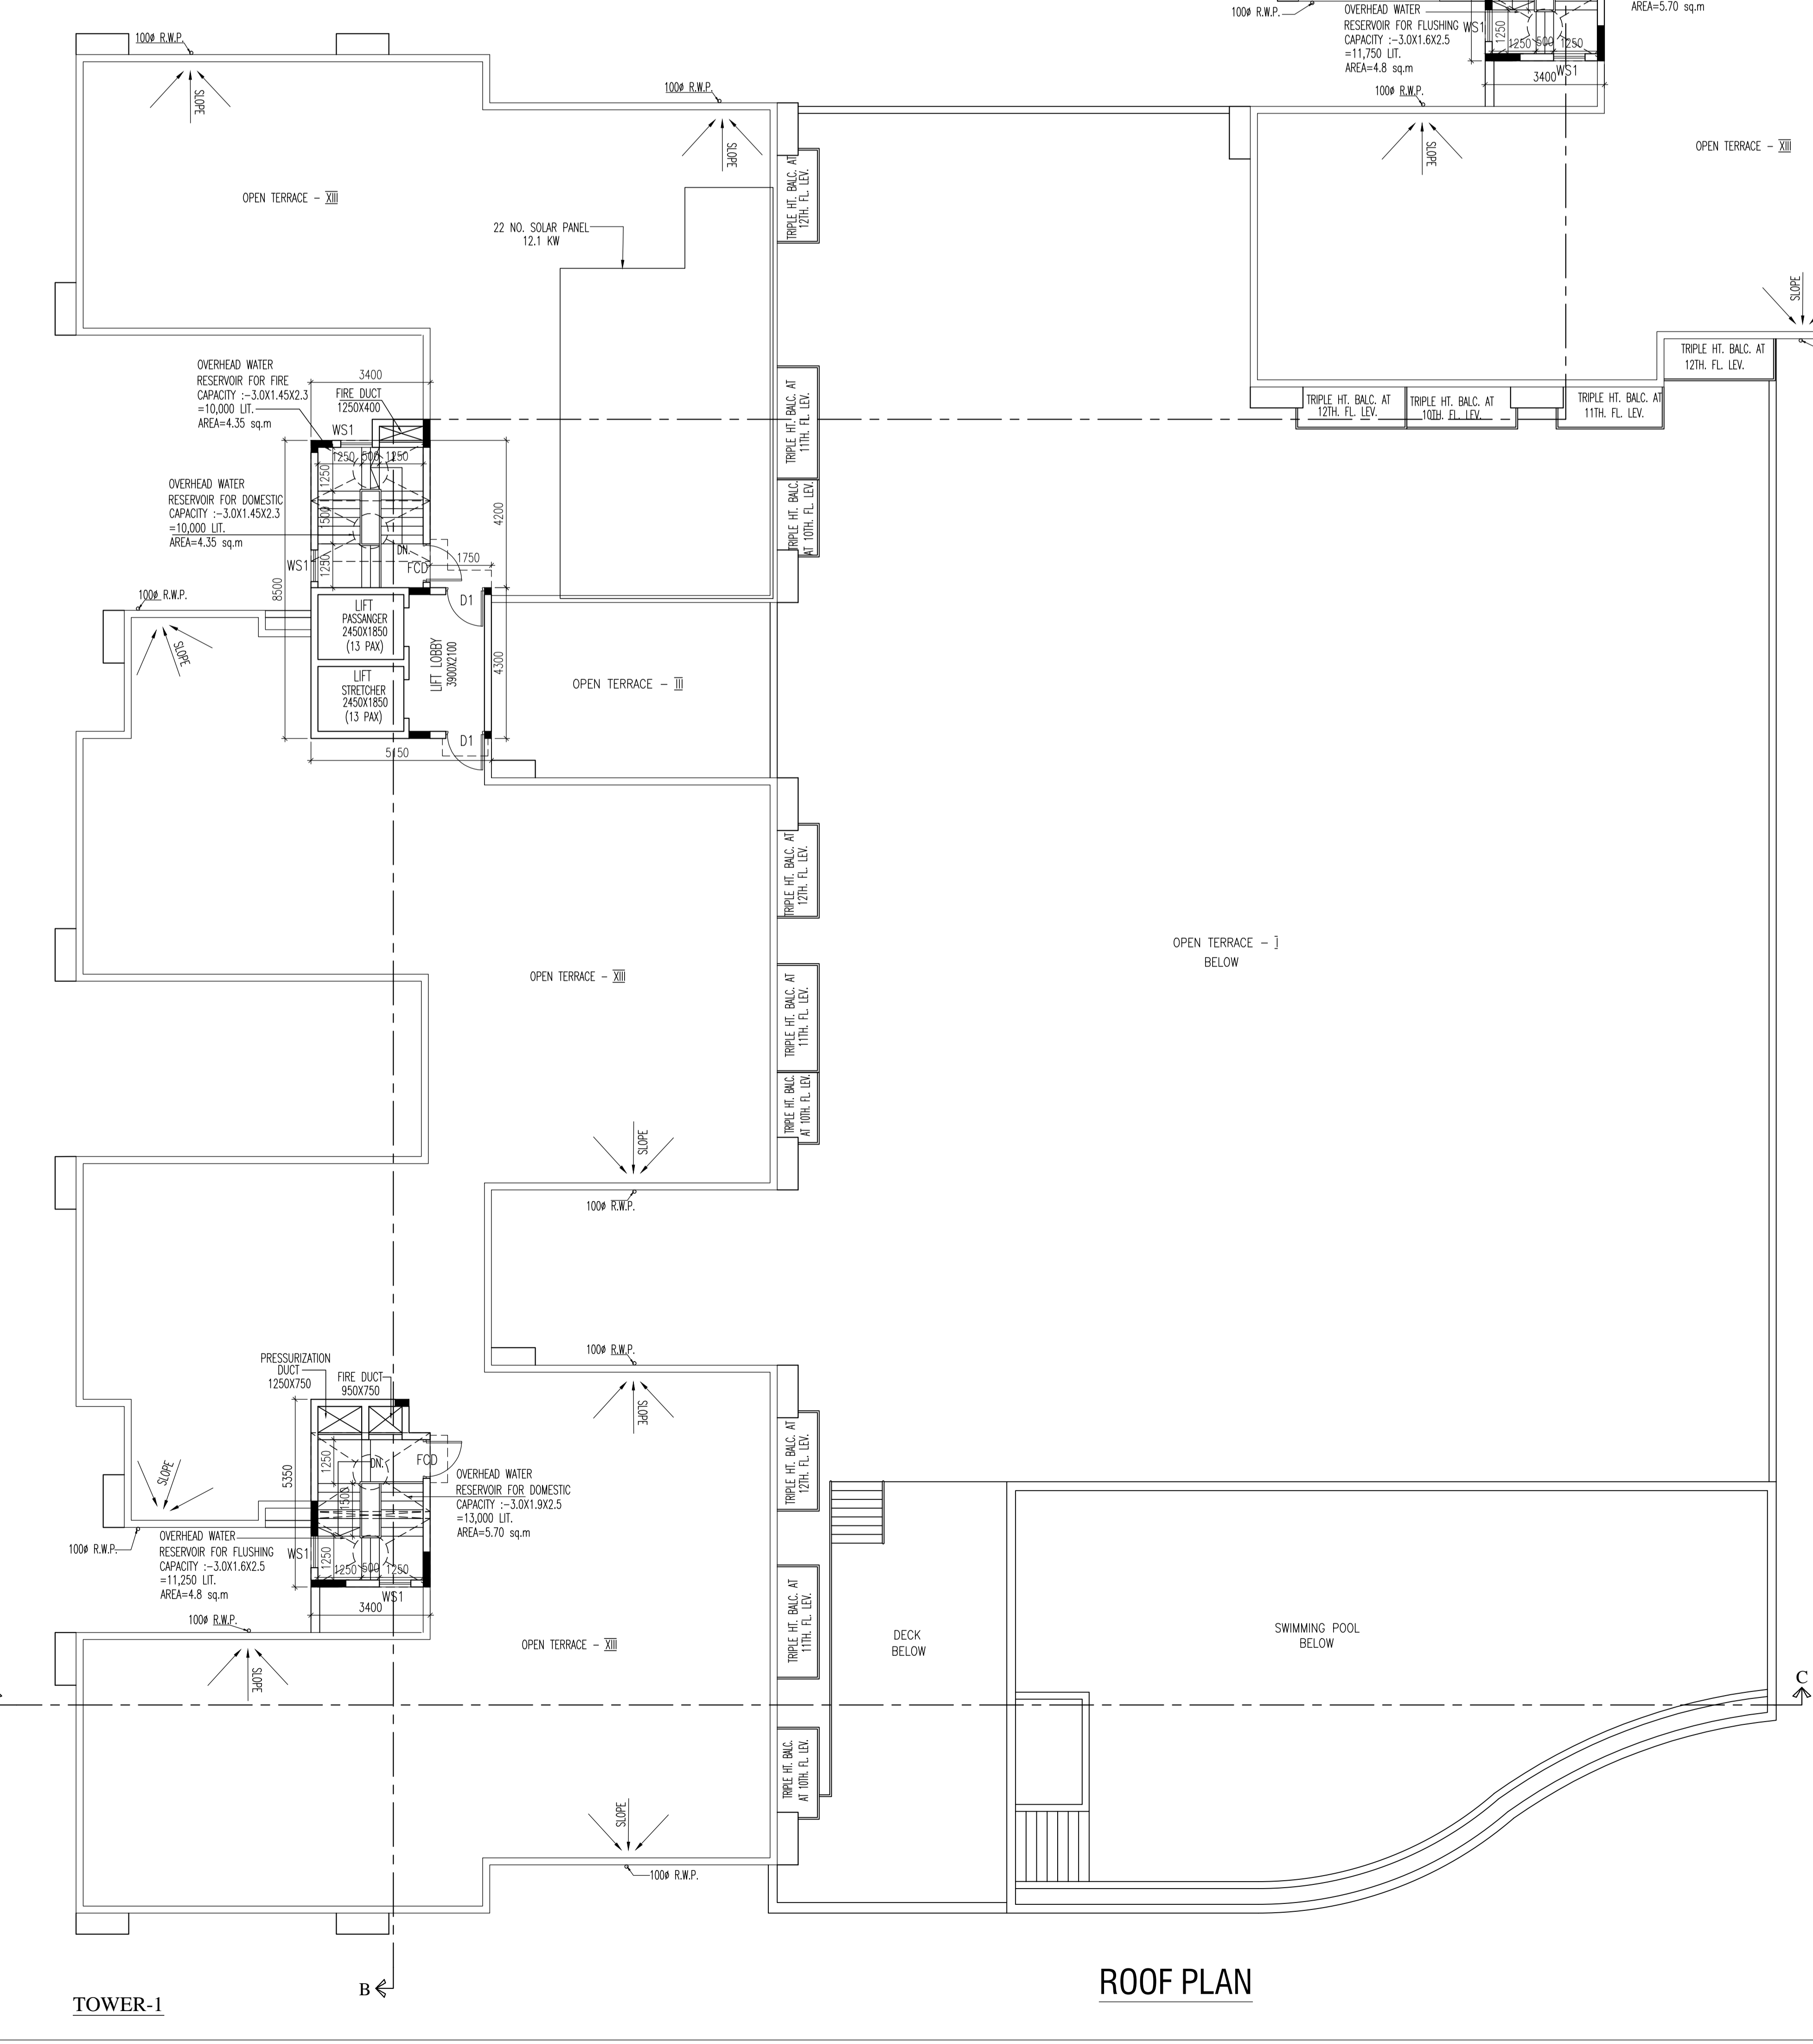 100ø R.W.P.
OVERHEAD WATER
RESERVOIR FOR FLUSHING
CAPACITY :-3.0X1.6X2.5
=11,750 LIT.
AREA=4.8 sq.m
WS1
1250
1250
500
1250
WS1
3400
AREA=5.70 sq.m
100ø R.W.P.
SLOPE
100ø R.W.P.
SLOPE
100ø R.W.P.
SLOPE
OPEN TERRACE - XIII
OPEN TERRACE - XIII
22 NO. SOLAR PANEL
12.1 KW
TRIPLE HT. BALC. AT
12TH. FL. LEV.
SLOPE
TRIPLE HT. BALC. AT
12TH. FL. LEV.
TRIPLE HT. BALC. AT
12TH. FL. LEV.
TRIPLE HT. BALC. AT
10TH. FL. LEV.
TRIPLE HT. BALC. AT
11TH. FL. LEV.
OVERHEAD WATER
RESERVOIR FOR FIRE
CAPACITY :-3.0X1.45X2.3
=10,000 LIT.
AREA=4.35 sq.m
3400
FIRE DUCT
1250X400
WS1
1250
500
1250
1250
1500
1250
OVERHEAD WATER
RESERVOIR FOR DOMESTIC
CAPACITY :-3.0X1.45X2.3
=10,000 LIT.
AREA=4.35 sq.m
WS1
DN.
FCD
1750
4200
8500
TRIPLE HT. BALC. AT
11TH. FL. LEV.
TRIPLE HT. BALC.
AT 10TH. FL. LEV.
100ø R.W.P.
SLOPE
LIFT
PASSANGER
2450X1850
(13 PAX)
LIFT
STRETCHER
2450X1850
(13 PAX)
LIFT LOBBY
3900X2100
D1
4300
D1
5150
OPEN TERRACE - III
TRIPLE HT. BALC. AT
12TH. FL. LEV.
OPEN TERRACE - I
BELOW
OPEN TERRACE - XIII
TRIPLE HT. BALC. AT
11TH. FL. LEV.
TRIPLE HT. BALC.
AT 10TH. FL. LEV.
SLOPE
100ø R.W.P.
100ø R.W.P.
SLOPE
PRESSURIZATION
DUCT
1250X750
FIRE DUCT
950X750
5350
1250
1500
1250
DN.
FCD
OVERHEAD WATER
RESERVOIR FOR DOMESTIC
CAPACITY :-3.0X1.9X2.5
=13,000 LIT.
AREA=5.70 sq.m
TRIPLE HT. BALC. AT
12TH. FL. LEV.
SLOPE
100ø R.W.P.
OVERHEAD WATER
RESERVOIR FOR FLUSHING
CAPACITY :-3.0X1.6X2.5
=11,250 LIT.
AREA=4.8 sq.m
WS1
1250
500
1250
WS1
3400
100ø R.W.P.
SLOPE
OPEN TERRACE - XIII
TRIPLE HT. BALC. AT
11TH. FL. LEV.
DECK
BELOW
SWIMMING POOL
BELOW
C
TRIPLE HT. BALC.
AT 10TH. FL. LEV.
SLOPE
100ø R.W.P.
B
TOWER-1
ROOF PLAN